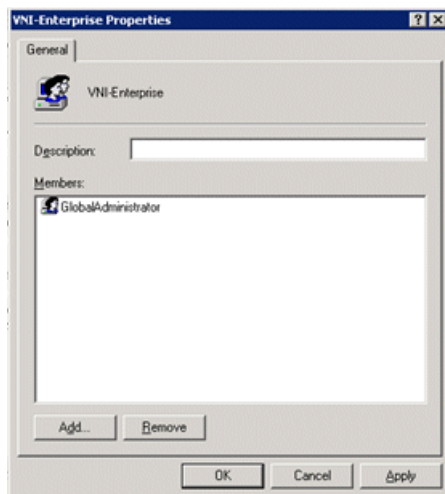 VNI-Enterprise Properties
General
VNI-Enterprise
Description:
Members:
GlobalAdministrator
Add... Remove
OK Cancel Apply